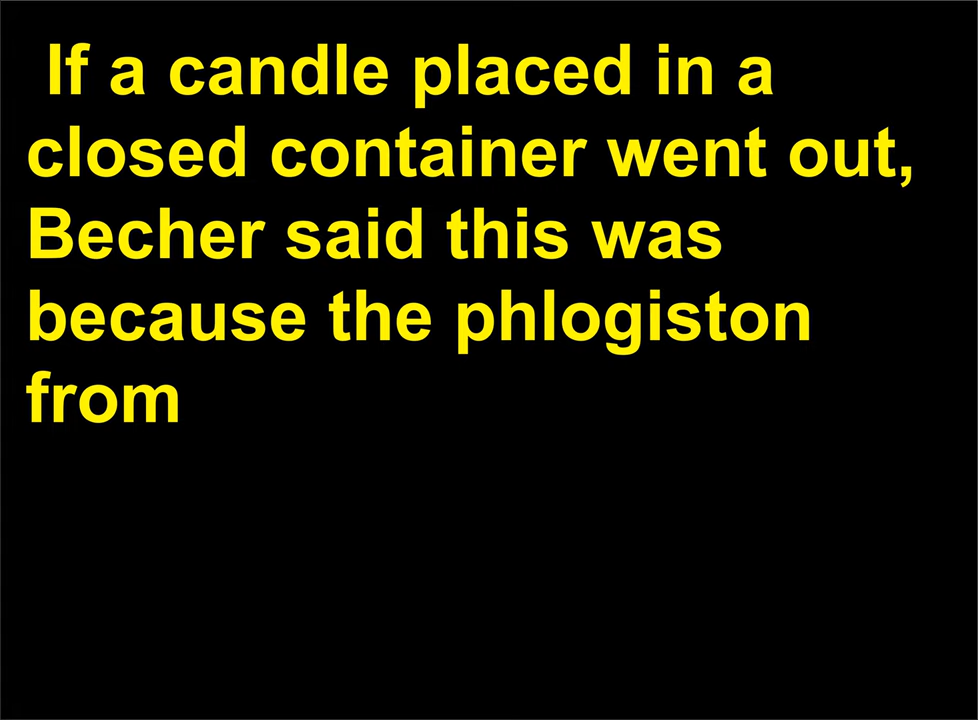 If a candle placed in a
closed container went out,
Becher said this was
because the phlogiston
from